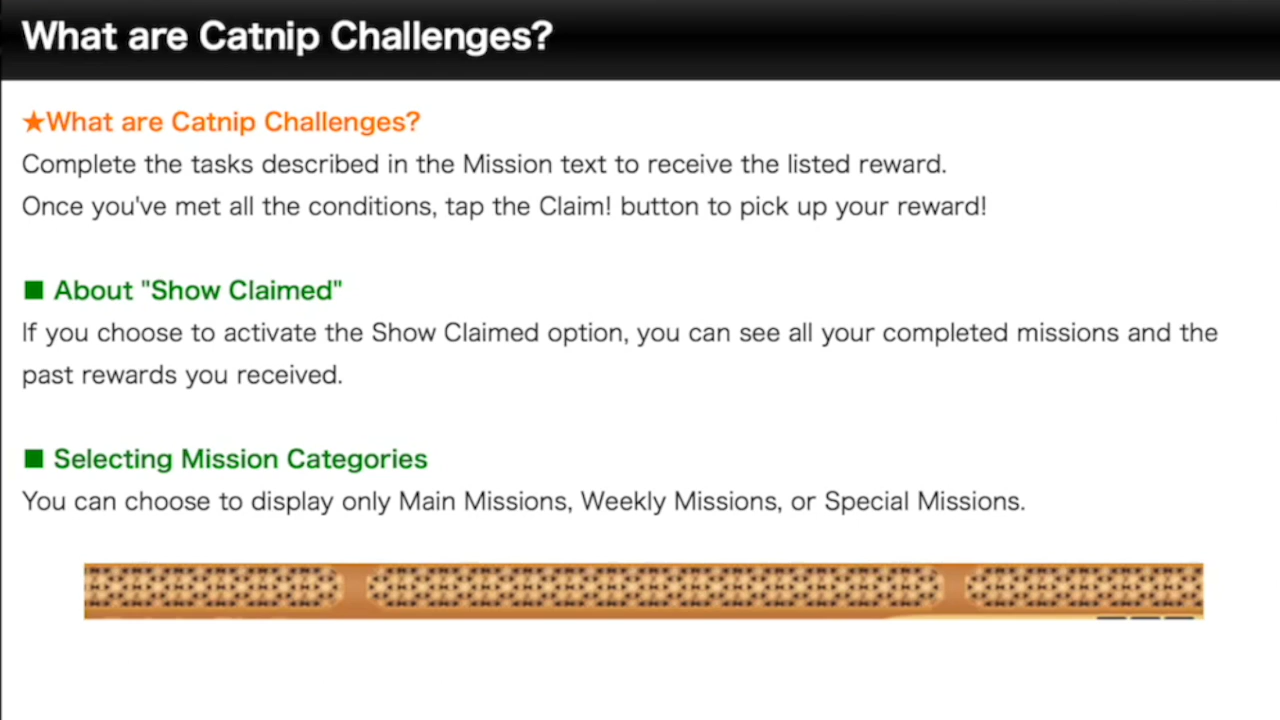 What are Catnip Challenges?
★What are Catnip Challenges?
Complete the tasks described in the Mission text to receive the listed reward.
Once you've met all the conditions, tap the Claim! button to pick up your reward!
■ About "Show Claimed"
If you choose to activate the Show Claimed option, you can see all your completed missions and the
past rewards you received.
■ Selecting Mission Categories
You can choose to display only Main Missions, Weekly Missions, or Special Missions.